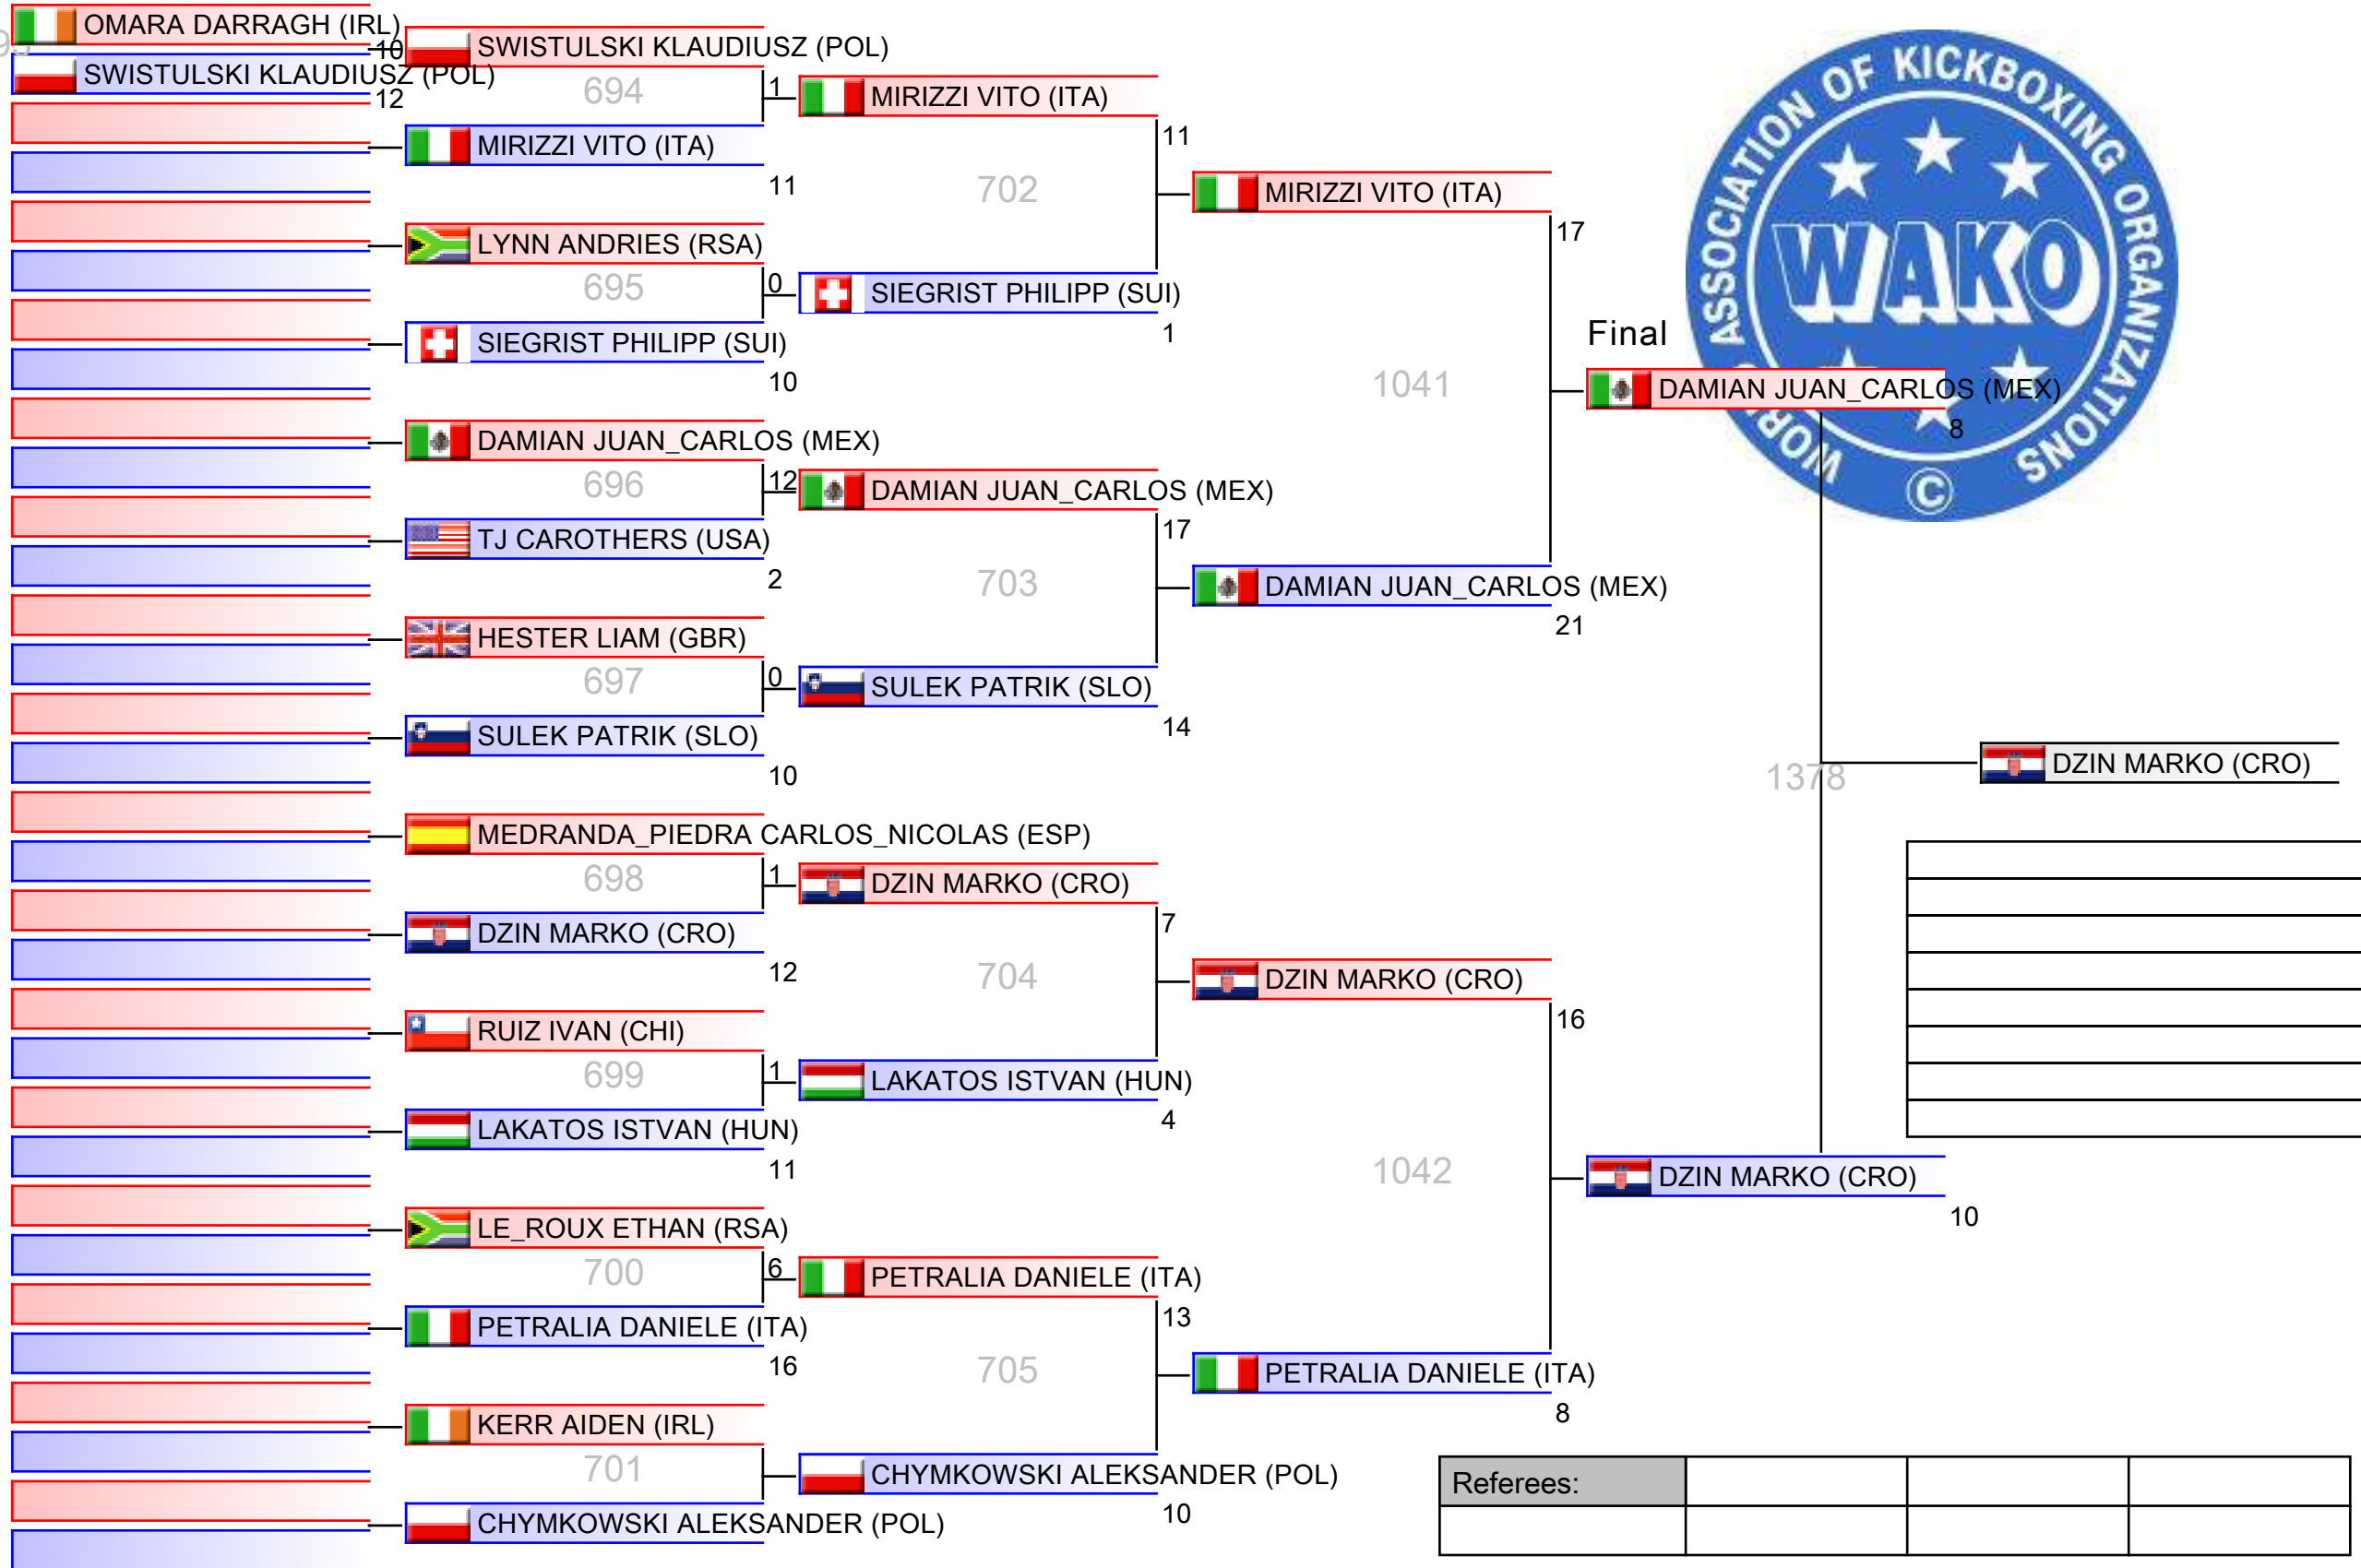 OMARA DARRAGH (IRL)
10
SWISTULSKI KLAUDIUSZ (POL)
12
SWISTULSKI KLAUDIUSZ (POL)
694
1
MIRIZZI VITO (ITA)
11
LYNN ANDRIES (RSA)
695
0
SIEGRIST PHILIPP (SUI)
10
DAMIAN JUAN_CARLOS (MEX)
696
12
TJ CAROTHERS (USA)
2
HESTER LIAM (GBR)
697
0
SULEK PATRIK (SLO)
10
MEDRANDA_PIEDRA CARLOS_NICOLAS (ESP)
698
1
DZIN MARKO (CRO)
12
RUIZ IVAN (CHI)
699
1
LAKATOS ISTVAN (HUN)
11
LE_ROUX ETHAN (RSA)
700
6
PETRALIA DANIELE (ITA)
16
KERR AIDEN (IRL)
701
CHYMKOWSKI ALEKSANDER (POL)
MIRIZZI VITO (ITA)
11
702
SIEGRIST PHILIPP (SUI)
1
DAMIAN JUAN_CARLOS (MEX)
17
703
SULEK PATRIK (SLO)
14
DZIN MARKO (CRO)
7
704
LAKATOS ISTVAN (HUN)
4
PETRALIA DANIELE (ITA)
13
705
CHYMKOWSKI ALEKSANDER (POL)
10
MIRIZZI VITO (ITA)
17
1041
DAMIAN JUAN_CARLOS (MEX)
21
DZIN MARKO (CRO)
16
1042
PETRALIA DANIELE (ITA)
8
WORLD ASSOCIATION OF KICKBOXING ORGANIZATIONS
WAKO
©
Final
DAMIAN JUAN_CARLOS (MEX)
8
1378
DZIN MARKO (CRO)
DZIN MARKO (CRO)
10
Referees: